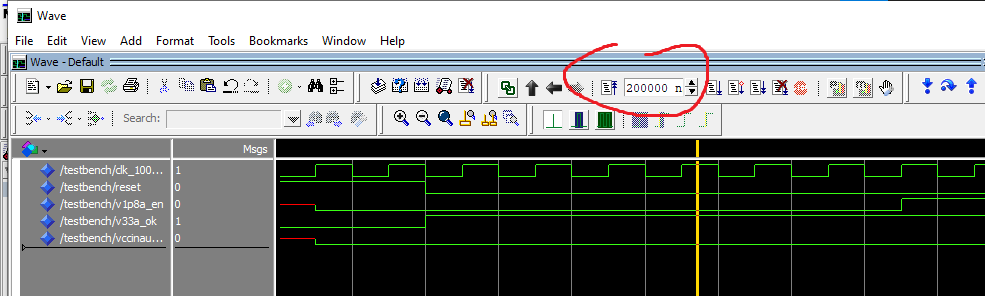 Wave
File Edit View Add Format Tools Bookmarks Window Help
Wave - Default
200000 n
Search:
Msgs
/testbench/clk_100... 1
/testbench/reset 0
/testbench/v1p8a_en 0
/testbench/v33a_ok 1
/testbench/vccinau... 0